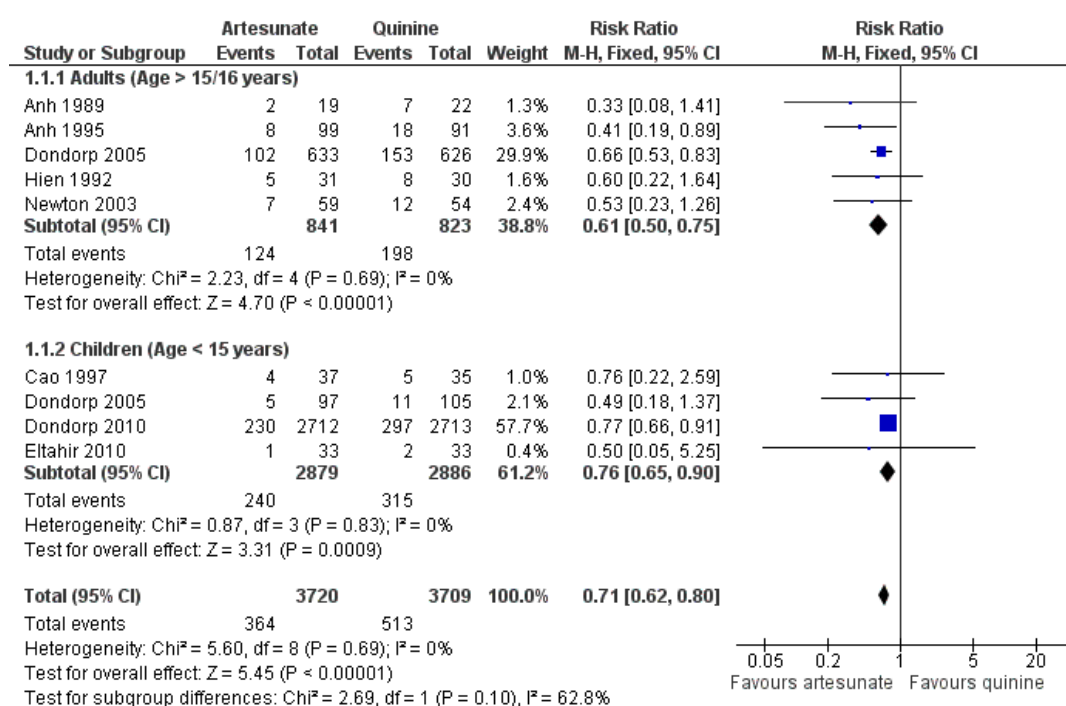 Artesunate Quinine Risk Ratio Risk Ratio
Study or Subgroup Events Total Events Total Weight M-H, Fixed, 95% CI M-H, Fixed, 95% CI
1.1.1 Adults (Age > 15/16 years)
Anh 1989 2 19 7 22 1.3% 0.33 [0.08, 1.41]
Anh 1995 8 99 18 91 3.6% 0.41 [0.19, 0.89]
Dondorp 2005 102 633 153 626 29.9% 0.66 [0.53, 0.83]
Hien 1992 5 31 8 30 1.6% 0.60 [0.22, 1.64]
Newton 2003 7 59 12 54 2.4% 0.53 [0.23, 1.26]
Subtotal (95% CI) 841 823 38.8% 0.61 [0.50, 0.75]
Total events 124 198
Heterogeneity: Chi² = 2.23, df = 4 (P = 0.69); I² = 0%
Test for overall effect: Z = 4.70 (P < 0.00001)
1.1.2 Children (Age < 15 years)
Cao 1997 4 37 5 35 1.0% 0.76 [0.22, 2.59]
Dondorp 2005 5 97 11 105 2.1% 0.49 [0.18, 1.37]
Dondorp 2010 230 2712 297 2713 57.7% 0.77 [0.66, 0.91]
Eltahir 2010 1 33 2 33 0.4% 0.50 [0.05, 5.25]
Subtotal (95% CI) 2879 2886 61.2% 0.76 [0.65, 0.90]
Total events 240 315
Heterogeneity: Chi² = 0.87, df = 3 (P = 0.83); I² = 0%
Test for overall effect: Z = 3.31 (P = 0.0009)
Total (95% CI) 3720 3709 100.0% 0.71 [0.62, 0.80]
Total events 364 513
Heterogeneity: Chi² = 5.60, df = 8 (P = 0.69); I² = 0%
Test for overall effect: Z = 5.45 (P < 0.00001)
Test for subgroup differences: Chi² = 2.69, df = 1 (P = 0.10), I² = 62.8%
0.05 0.2 1 5 20
Favours artesunate Favours quinine